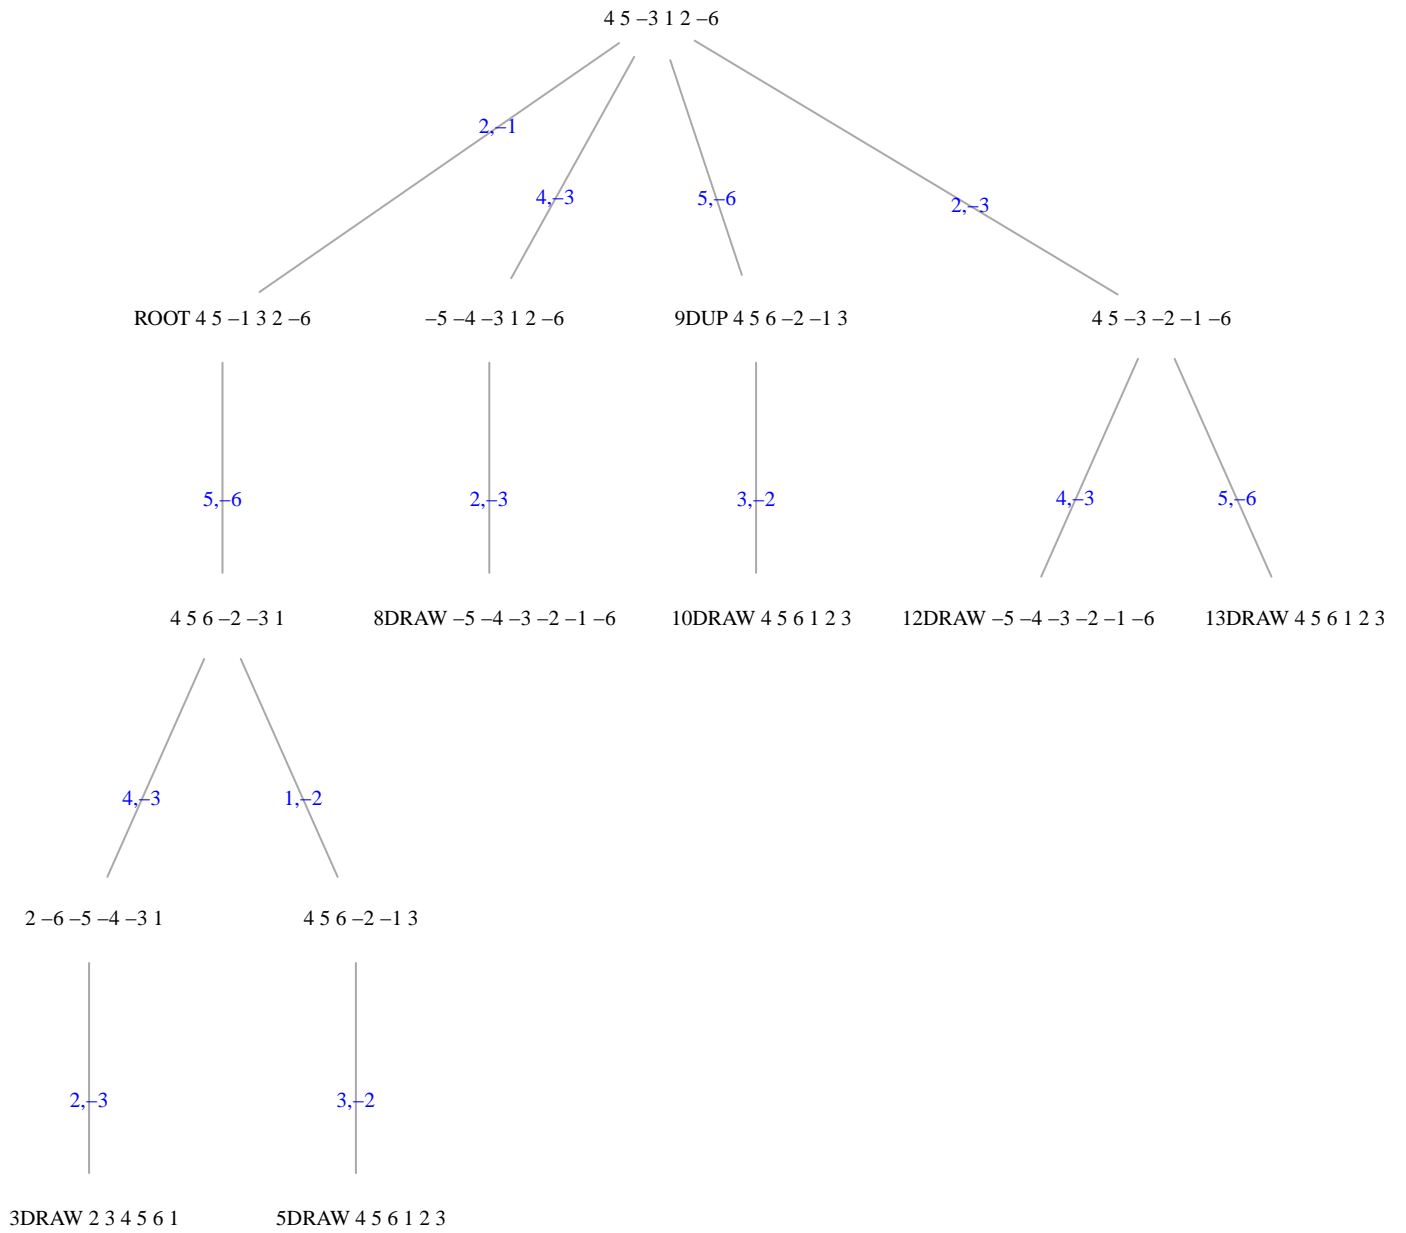 4 5 −3 1 2 −6
2,−1
4,−3
5,−6
2,−3
ROOT 4 5 −1 3 2 −6
−5 −4 −3 1 2 −6
9DUP 4 5 6 −2 −1 3
4 5 −3 −2 −1 −6
5,−6
2,−3
3,−2
4,−3
5,−6
4 5 6 −2 −3 1
8DRAW −5 −4 −3 −2 −1 −6
10DRAW 4 5 6 1 2 3
12DRAW −5 −4 −3 −2 −1 −6
13DRAW 4 5 6 1 2 3
4,−3
1,−2
2 −6 −5 −4 −3 1
4 5 6 −2 −1 3
2,−3
3,−2
3DRAW 2 3 4 5 6 1
5DRAW 4 5 6 1 2 3